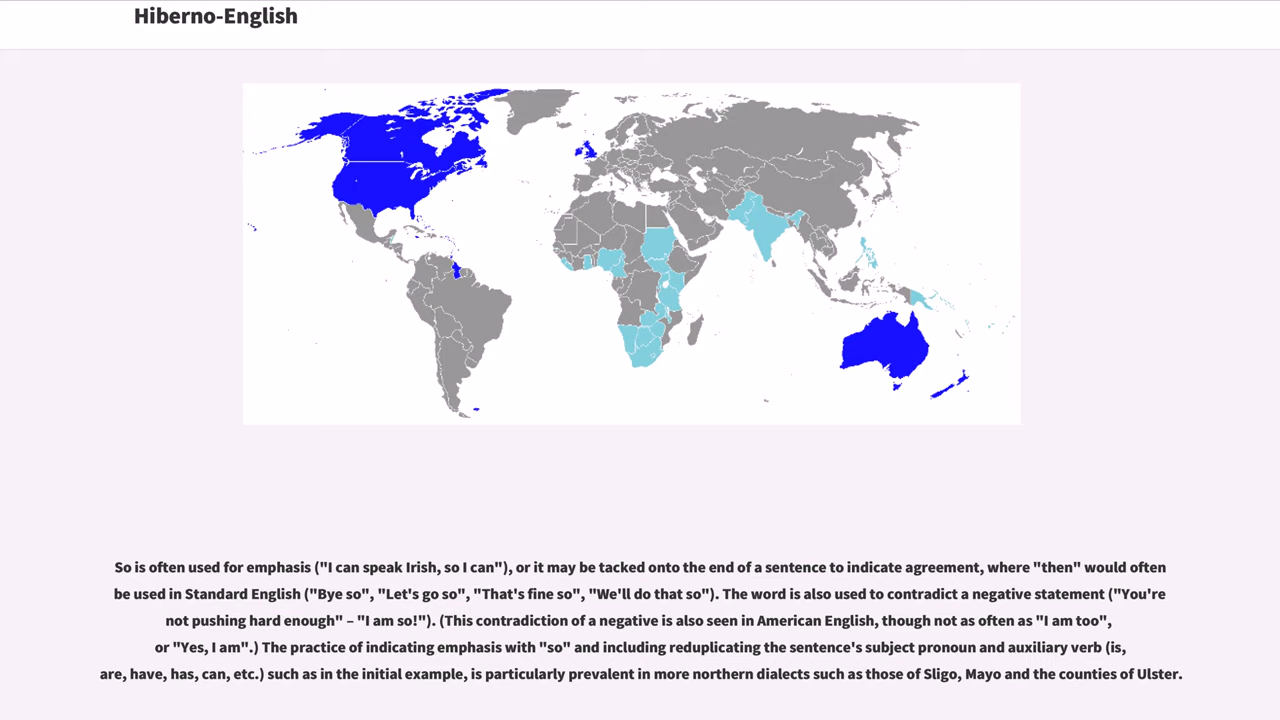 Hiberno-English
So is often used for emphasis ("I can speak Irish, so I can"), or it may be tacked onto the end of a sentence to indicate agreement, where "then" would often
be used in Standard English ("Bye so", "Let's go so", "That's fine so", "We'll do that so"). The word is also used to contradict a negative statement ("You're
not pushing hard enough" – "I am so!"). (This contradiction of a negative is also seen in American English, though not as often as "I am too",
or "Yes, I am".) The practice of indicating emphasis with "so" and including reduplicating the sentence's subject pronoun and auxiliary verb (is,
are, have, has, can, etc.) such as in the initial example, is particularly prevalent in more northern dialects such as those of Sligo, Mayo and the counties of Ulster.